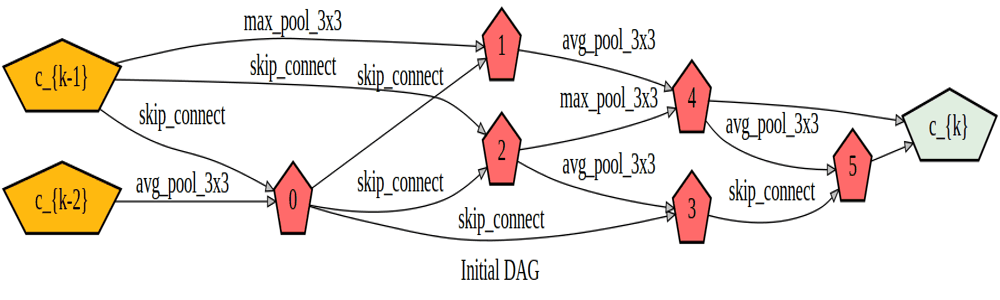 max_pool_3x3
1
avg_pool_3x3
c_{k-1}
skip_connect
skip_connect
4
max_pool_3x3
skip_connect
avg_pool_3x3
c_{k}
2
avg_pool_3x3
5
c_{k-2}
avg_pool_3x3
0
skip_connect
skip_connect
3
skip_connect
Initial DAG